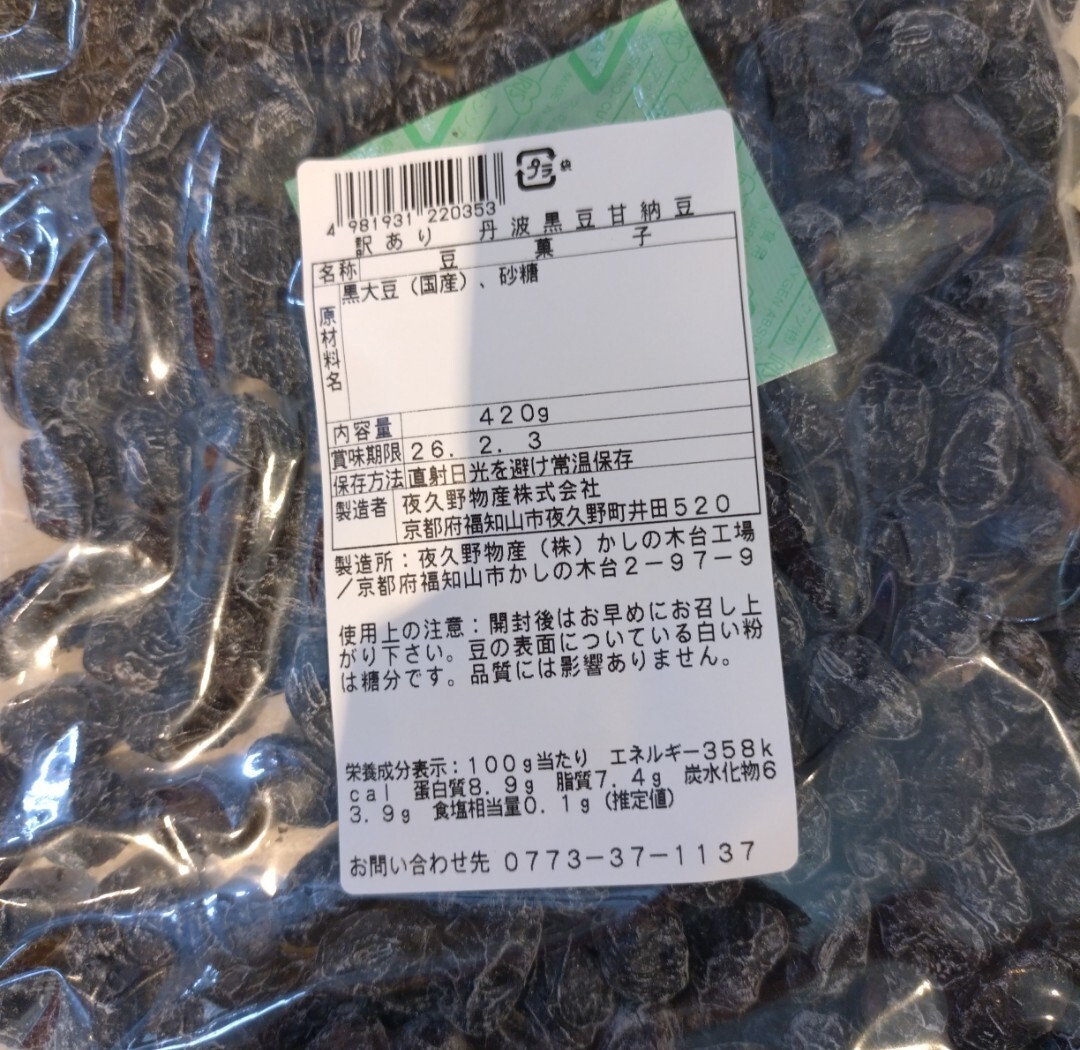 プラ 袋
4 981931 220353
訳あり 丹波黒豆甘納豆
名称 豆菓子
原材料名 黒大豆（国産）、砂糖
内容量 420g
賞味期限 26. 2. 3
保存方法 直射日光を避け常温保存
製造者 夜久野物産株式会社
京都府福知山市夜久野町井田520
製造所：夜久野物産（株）かしの木台工場
／京都府福知山市かしの木台2－97－9
使用上の注意：開封後はお早めにお召し上
がり下さい。豆の表面についている白い粉
は糖分です。品質には影響ありません。
栄養成分表示：100g当たり エネルギー358k
cal 蛋白質8. 9g 脂質7. 4g 炭水化物6
3. 9g 食塩相当量0. 1g（推定値）
お問い合わせ先 0773－37－1137